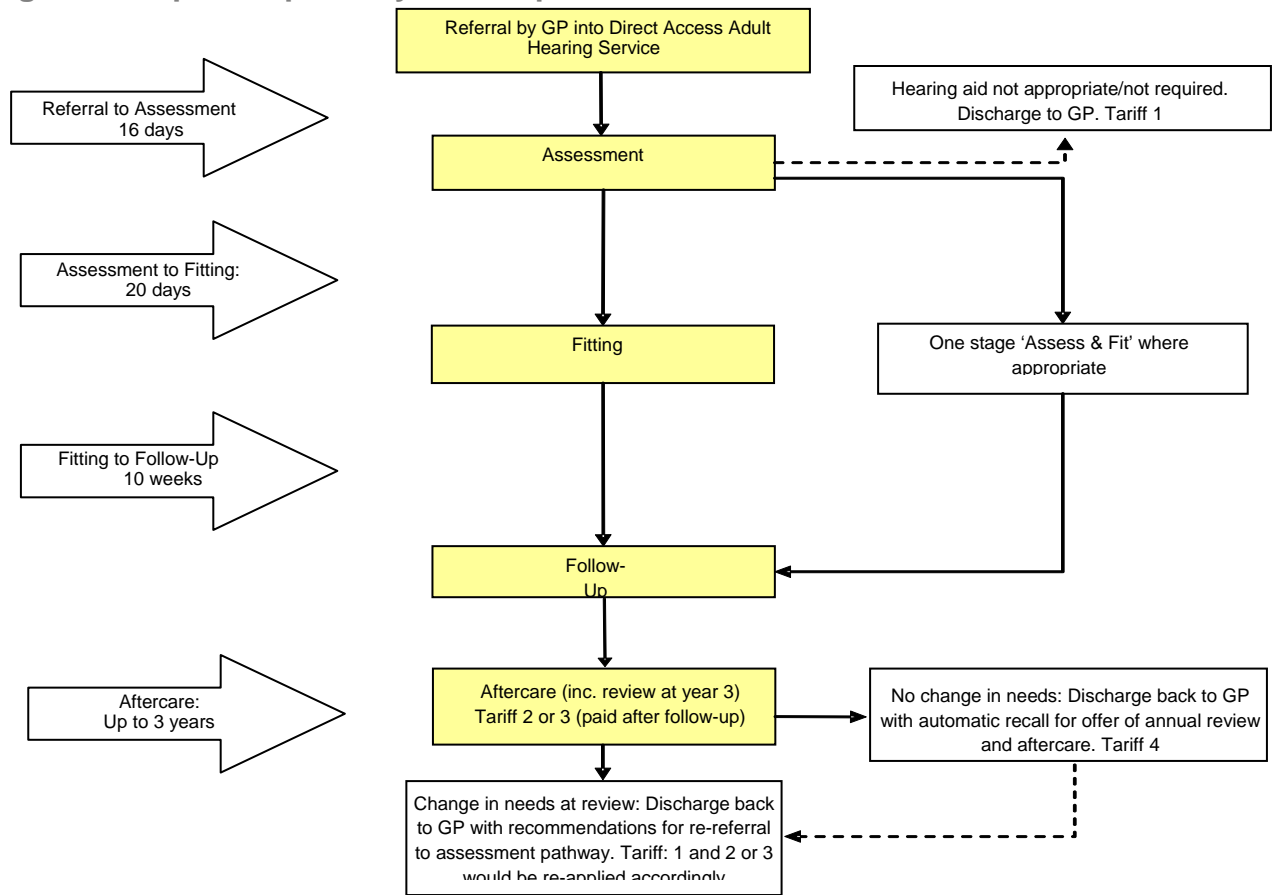 Referral by GP into Direct Access Adult
Hearing Service
Referral to Assessment
16 days
Hearing aid not appropriate/not required.
Discharge to GP. Tariff 1
Assessment
Assessment to Fitting:
20 days
Fitting
One stage ‘Assess & Fit’ where
appropriate
Fitting to Follow-Up
10 weeks
Follow-
Up
Aftercare:
Up to 3 years
Aftercare (inc. review at year 3)
Tariff 2 or 3 (paid after follow-up)
No change in needs: Discharge back to GP
with automatic recall for offer of annual review
and aftercare. Tariff 4
Change in needs at review: Discharge back
to GP with recommendations for re-referral
to assessment pathway. Tariff: 1 and 2 or 3
would be re-applied accordingly